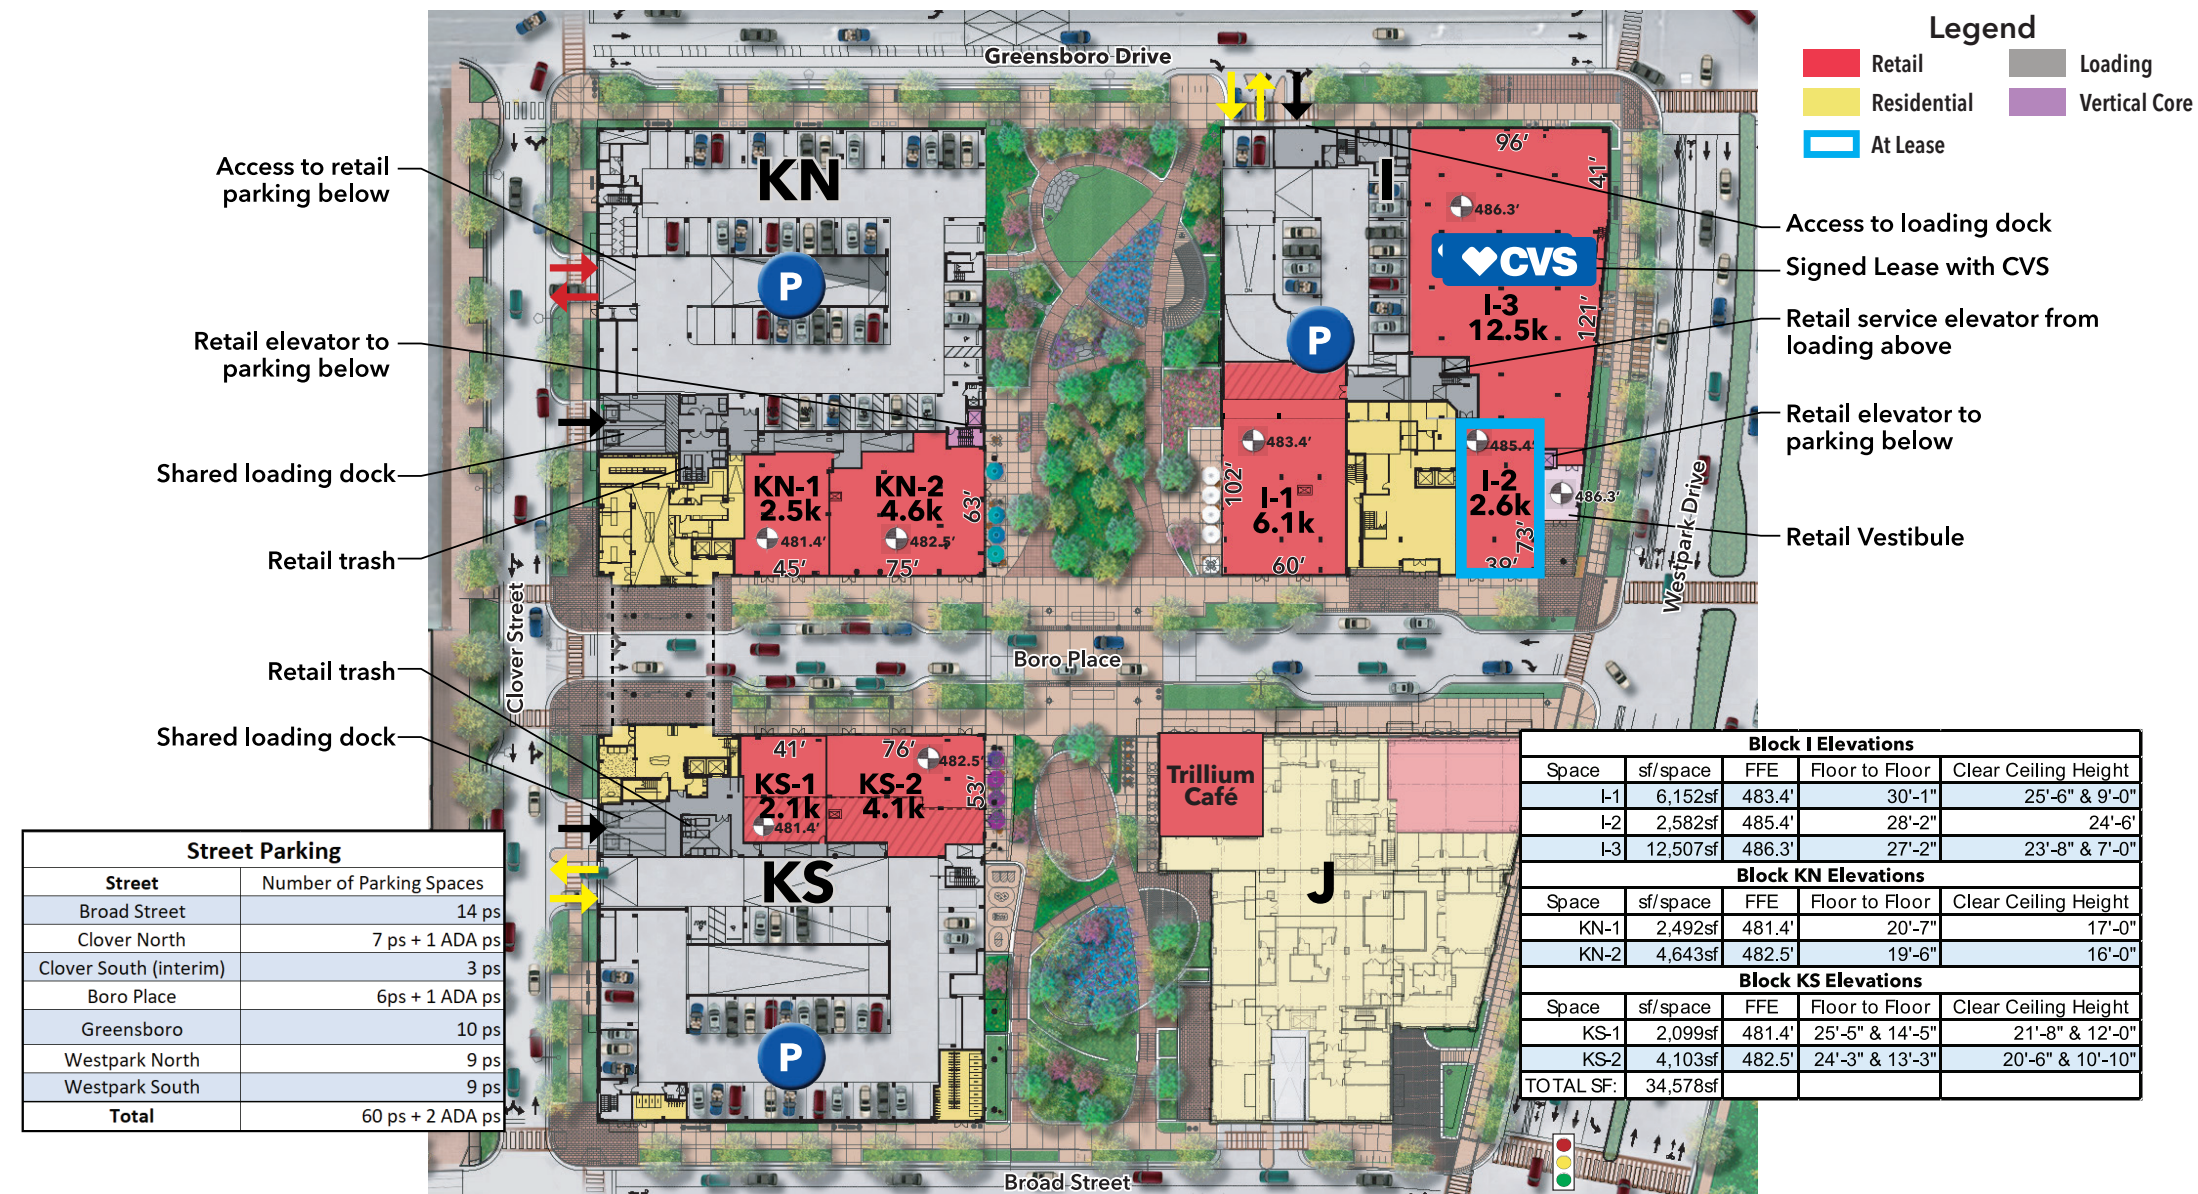 Legend
Retail
Loading
Residential
Vertical Core
At Lease
Greensboro Drive
Access to retail
parking below
Retail elevator to
parking below
Shared loading dock
Retail trash
Retail trash
Shared loading dock
KN
P
KN-1
2.5k
481.4'
45'
KN-2
4.6k
482.5'
75'
63'
I
96'
41'
486.3'
CVS
I-3
12.5k
121'
P
483.4'
102'
I-1
6.1k
60'
485.4'
I-2
2.6k
73'
39'
486.3'
Access to loading dock
Signed Lease with CVS
Retail service elevator from
loading above
Retail elevator to
parking below
Retail Vestibule
Westpark Drive
Clover Street
Boro Place
41'
KS-1
2.1k
481.4'
76'
482.5'
KS-2
4.1k
53'
KS
P
Trillium
Café
J
Broad Street
Street Parking
Street Number of Parking Spaces
Broad Street 14 ps
Clover North 7 ps + 1 ADA ps
Clover South (interim) 3 ps
Boro Place 6ps + 1 ADA ps
Greensboro 10 ps
Westpark North 9 ps
Westpark South 9 ps
Total 60 ps + 2 ADA ps
Block I Elevations
Space sf/space FFE Floor to Floor Clear Ceiling Height
I-1 6,152sf 483.4' 30'-1" 25'-6" & 9'-0"
I-2 2,582sf 485.4' 28'-2" 24'-6'
I-3 12,507sf 486.3' 27'-2" 23'-8" & 7'-0"
Block KN Elevations
Space sf/space FFE Floor to Floor Clear Ceiling Height
KN-1 2,492sf 481.4' 20'-7" 17'-0"
KN-2 4,643sf 482.5' 19'-6" 16'-0"
Block KS Elevations
Space sf/space FFE Floor to Floor Clear Ceiling Height
KS-1 2,099sf 481.4' 25'-5" & 14'-5" 21'-8" & 12'-0"
KS-2 4,103sf 482.5' 24'-3" & 13'-3" 20'-6" & 10'-10"
TOTAL SF: 34,578sf